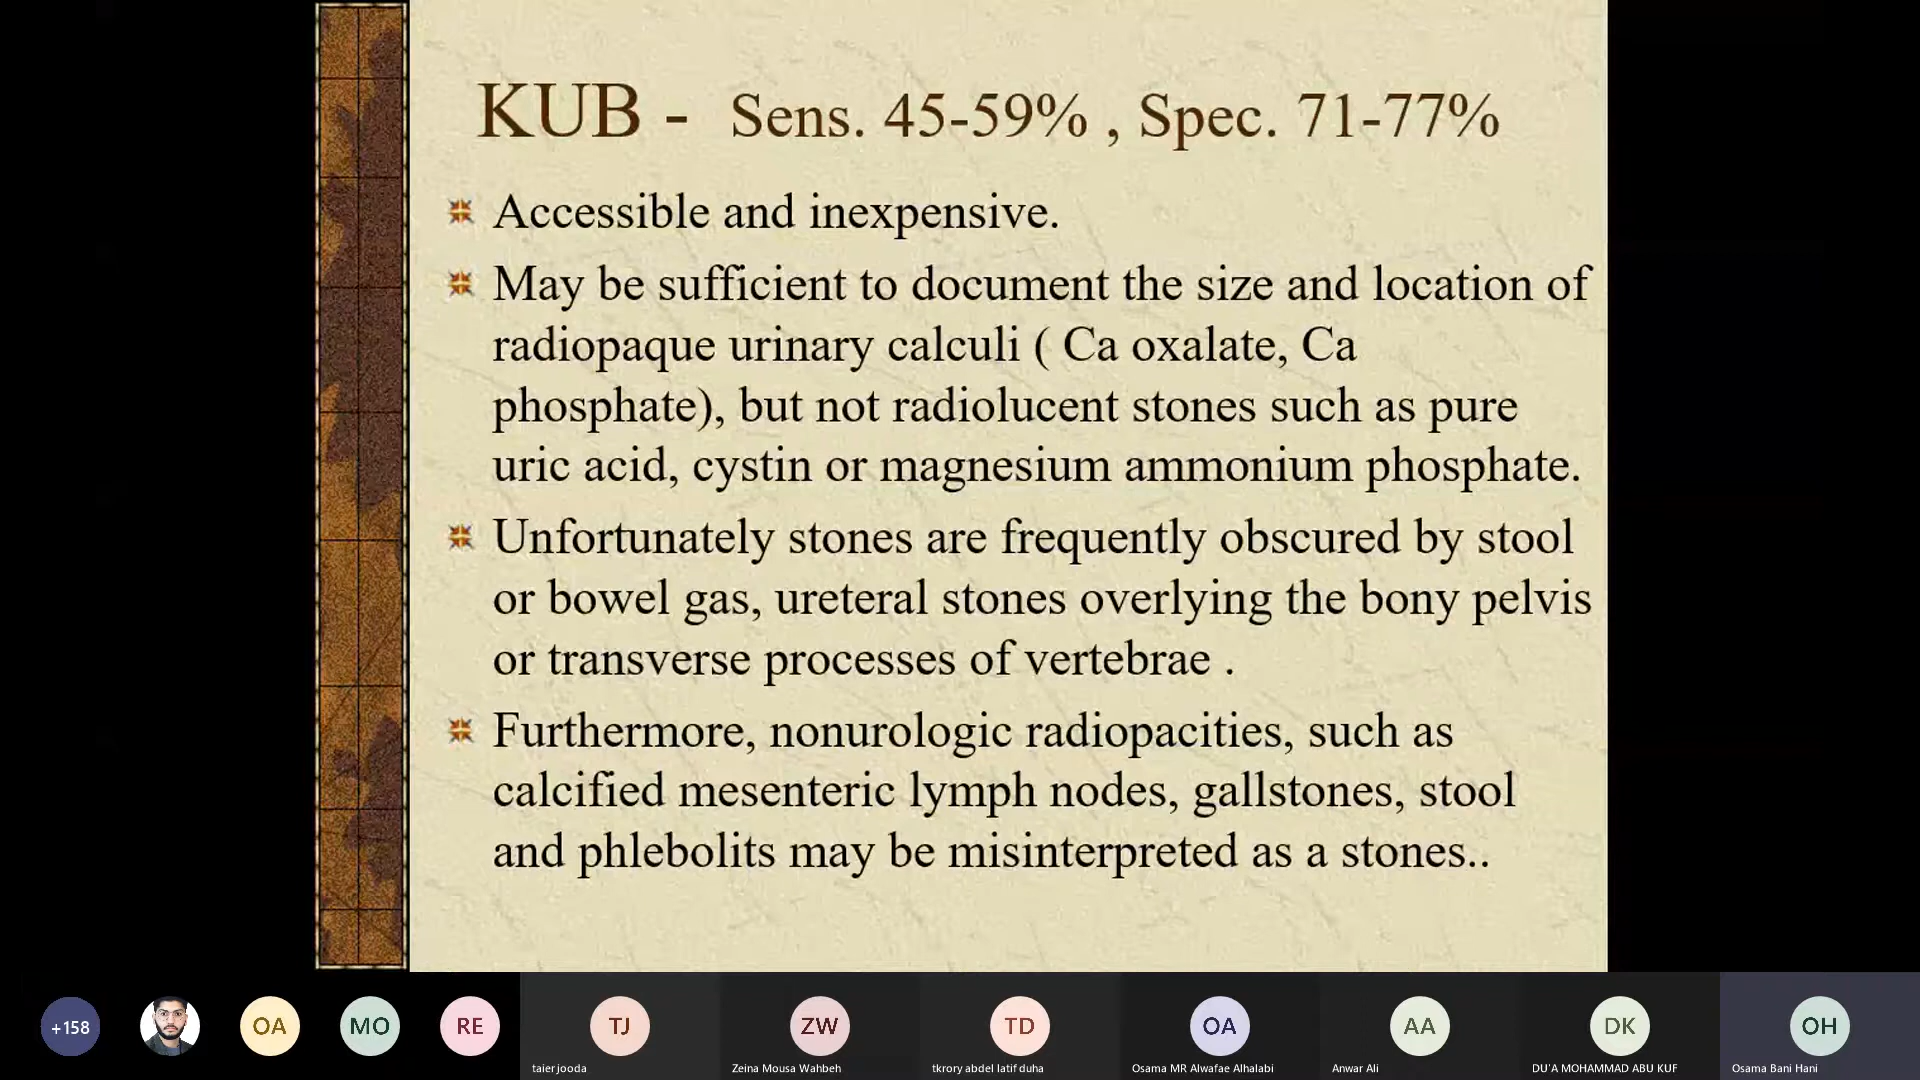 KUB - Sens. 45-59% , Spec. 71-77%
Accessible and inexpensive.
May be sufficient to document the size and location of
radiopaque urinary calculi ( Ca oxalate, Ca
phosphate), but not radiolucent stones such as pure
uric acid, cystin or magnesium ammonium phosphate.
Unfortunately stones are frequently obscured by stool
or bowel gas, ureteral stones overlying the bony pelvis
or transverse processes of vertebrae .
Furthermore, nonurologic radiopacities, such as
calcified mesenteric lymph nodes, gallstones, stool
and phlebolits may be misinterpreted as a stones..
+158 OA MO RE TJ ZW TD OA AA DK OH
taier jooda Zeina Mousa Wahbeh tkrory abdel latif duha Osama MR Alwafae Alhalabi Anwar Ali DU'A MOHAMMAD ABU KUF Osama Bani Hani